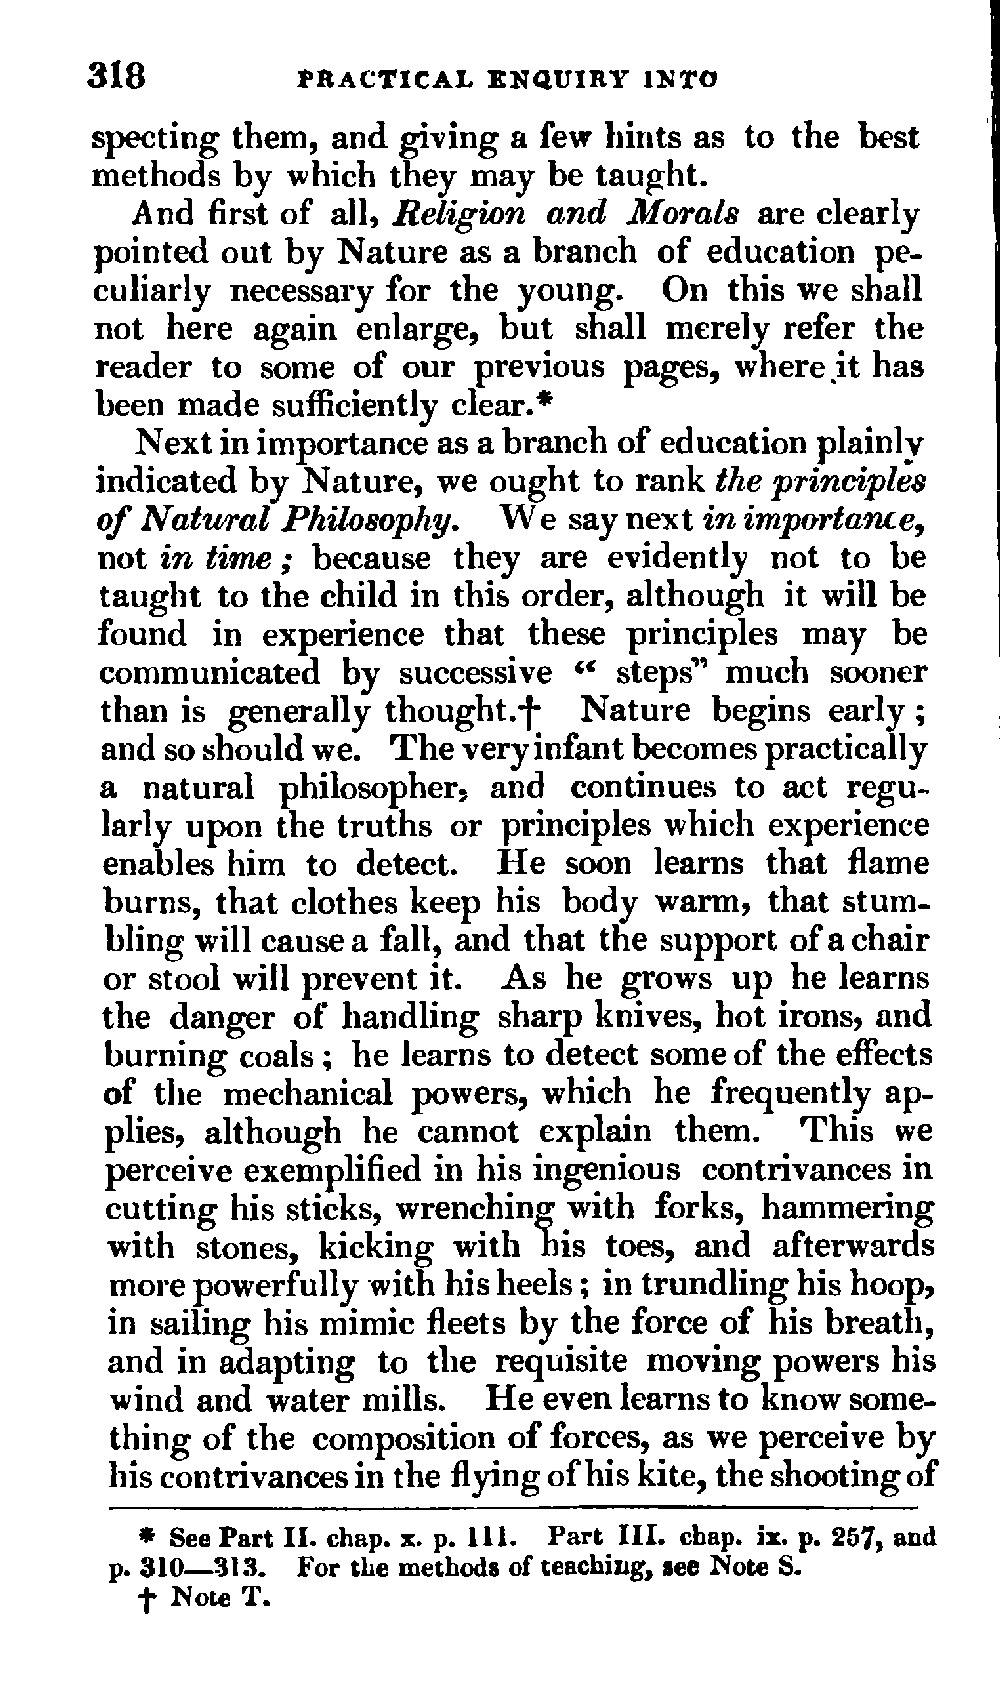 318 PRACTICAL ENQUIRY INTO
specting them, and giving a few hints as to the best
methods by which they may be taught.
And first of all, Religion and Morals are clearly
pointed out by Nature as a branch of education pe-
culiarly necessary for the young. On this we shall
not here again enlarge, but shall merely refer the
reader to some of our previous pages, where it has
been made sufficiently clear.*
Next in importance as a branch of education plainly
indicated by Nature, we ought to rank the principles
of Natural Philosophy. We say next in importance,
not in time; because they are evidently not to be
taught to the child in this order, although it will be
found in experience that these principles may be
communicated by successive “ steps” much sooner
than is generally thought.† Nature begins early;
and so should we. The very infant becomes practically
a natural philosopher, and continues to act regu-
larly upon the truths or principles which experience
enables him to detect. He soon learns that flame
burns, that clothes keep his body warm, that stum-
bling will cause a fall, and that the support of a chair
or stool will prevent it. As he grows up he learns
the danger of handling sharp knives, hot irons, and
burning coals; he learns to detect some of the effects
of the mechanical powers, which he frequently ap-
plies, although he cannot explain them. This we
perceive exemplified in his ingenious contrivances in
cutting his sticks, wrenching with forks, hammering
with stones, kicking with his toes, and afterwards
more powerfully with his heels; in trundling his hoop,
in sailing his mimic fleets by the force of his breath,
and in adapting to the requisite moving powers his
wind and water mills. He even learns to know some-
thing of the composition of forces, as we perceive by
his contrivances in the flying of his kite, the shooting of
* See Part II. chap. x. p. 111. Part III. chap. ix. p. 257, and
p. 310—313. For the methods of teaching, see Note S.
† Note T.